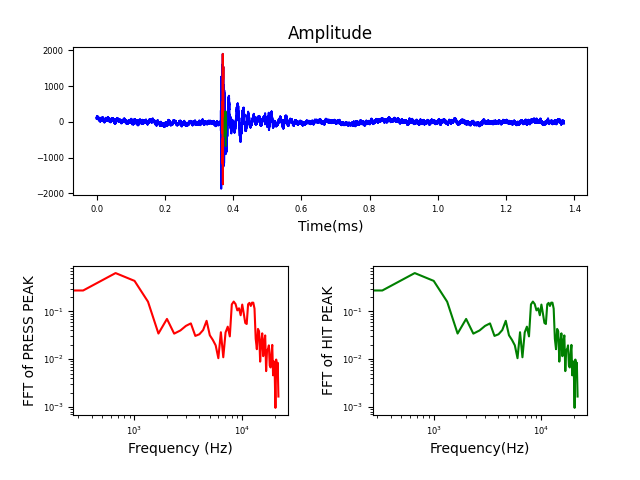 Amplitude
2000
1000
0
−1000
−2000
0.0 0.2 0.4 0.6 0.8 1.0 1.2 1.4
Time(ms)
FFT of PRESS PEAK
10⁻¹
10⁻²
10⁻³
10³ 10⁴
Frequency (Hz)
FFT of HIT PEAK
10⁻¹
10⁻²
10⁻³
10³ 10⁴
Frequency(Hz)